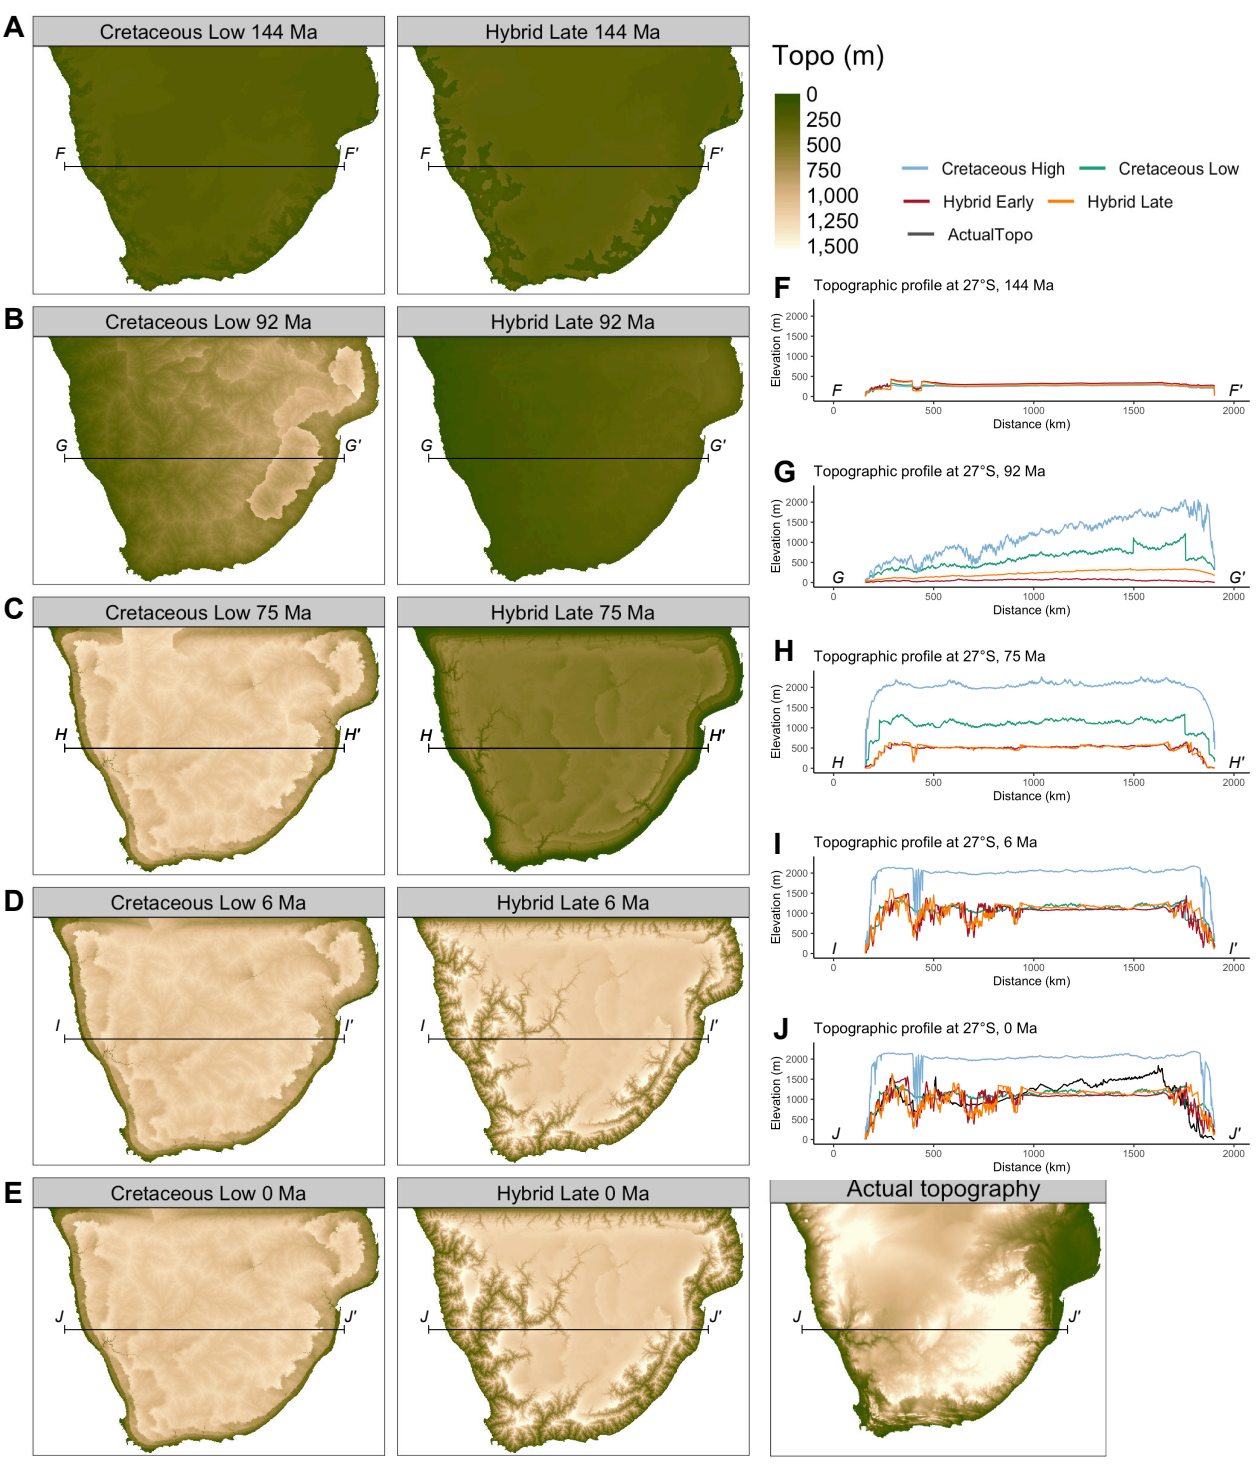 A
Cretaceous Low 144 Ma
Hybrid Late 144 Ma
F
F'
F
F'
B
Cretaceous Low 92 Ma
Hybrid Late 92 Ma
G
G'
G
G'
C
Cretaceous Low 75 Ma
Hybrid Late 75 Ma
H
H'
H
H'
D
Cretaceous Low 6 Ma
Hybrid Late 6 Ma
I
I'
I
I'
E
Cretaceous Low 0 Ma
Hybrid Late 0 Ma
J
J'
J
J'
Topo (m)
0
250
500
750
1,000
1,250
1,500
Cretaceous High
Cretaceous Low
Hybrid Early
Hybrid Late
ActualTopo
F
Topographic profile at 27°S, 144 Ma
Elevation (m)
2000
1500
1000
500
0
F
F'
0
500
1000
1500
2000
Distance (km)
G
Topographic profile at 27°S, 92 Ma
Elevation (m)
2000
1500
1000
500
0
G
G'
0
500
1000
1500
2000
Distance (km)
H
Topographic profile at 27°S, 75 Ma
Elevation (m)
2000
1500
1000
500
0
H
H'
0
500
1000
1500
2000
Distance (km)
I
Topographic profile at 27°S, 6 Ma
Elevation (m)
2000
1500
1000
500
0
I
I'
0
500
1000
1500
2000
Distance (km)
J
Topographic profile at 27°S, 0 Ma
Elevation (m)
2000
1500
1000
500
0
J
J'
0
500
1000
1500
2000
Distance (km)
Actual topography
J
J'